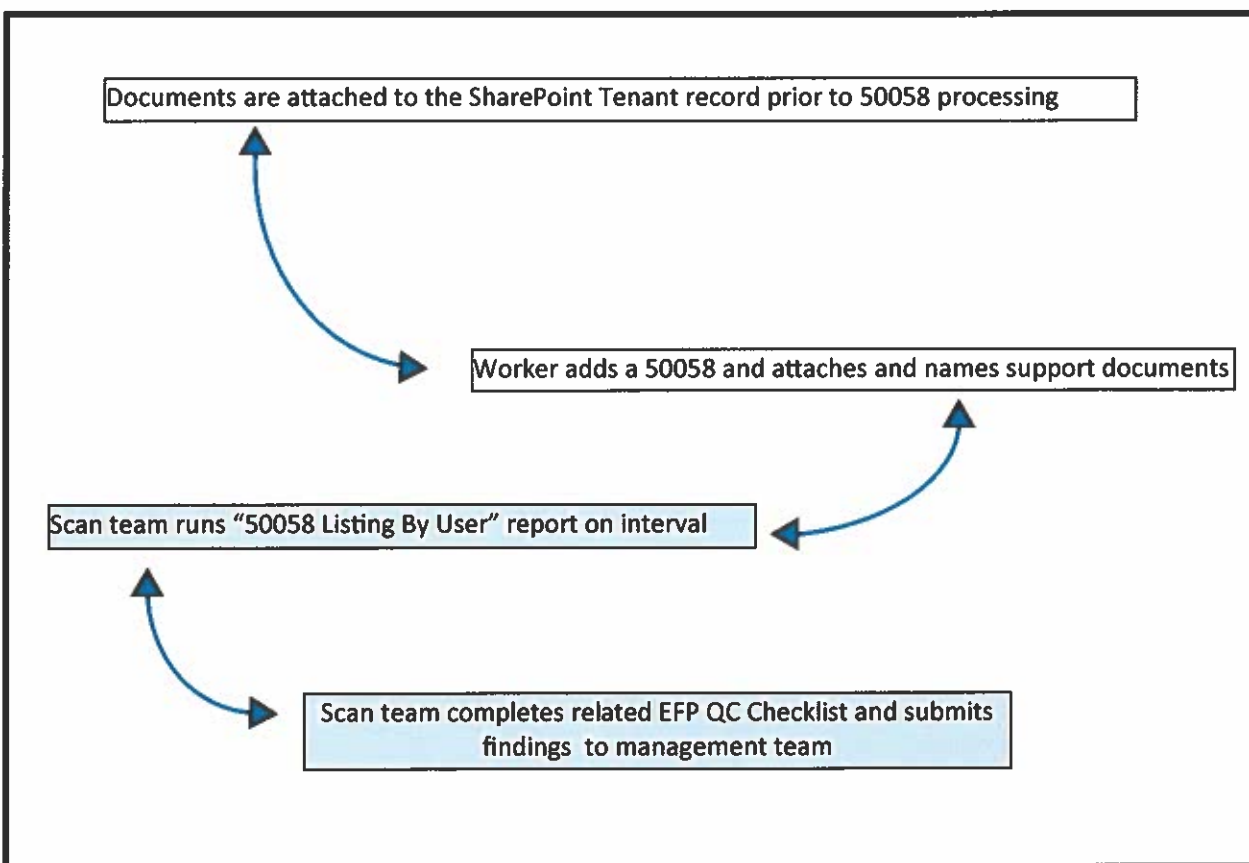 Documents are attached to the SharePoint Tenant record prior to 50058 processing
Worker adds a 50058 and attaches and names support documents
Scan team runs “50058 Listing By User” report on interval
Scan team completes related EFP QC Checklist and submits
findings to management team